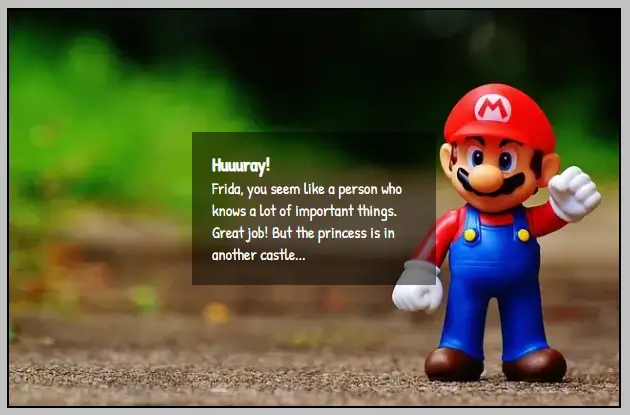 M
Huuuray!
Frida, you seem like a person who
knows a lot of important things.
Great job! But the princess is in
another castle...